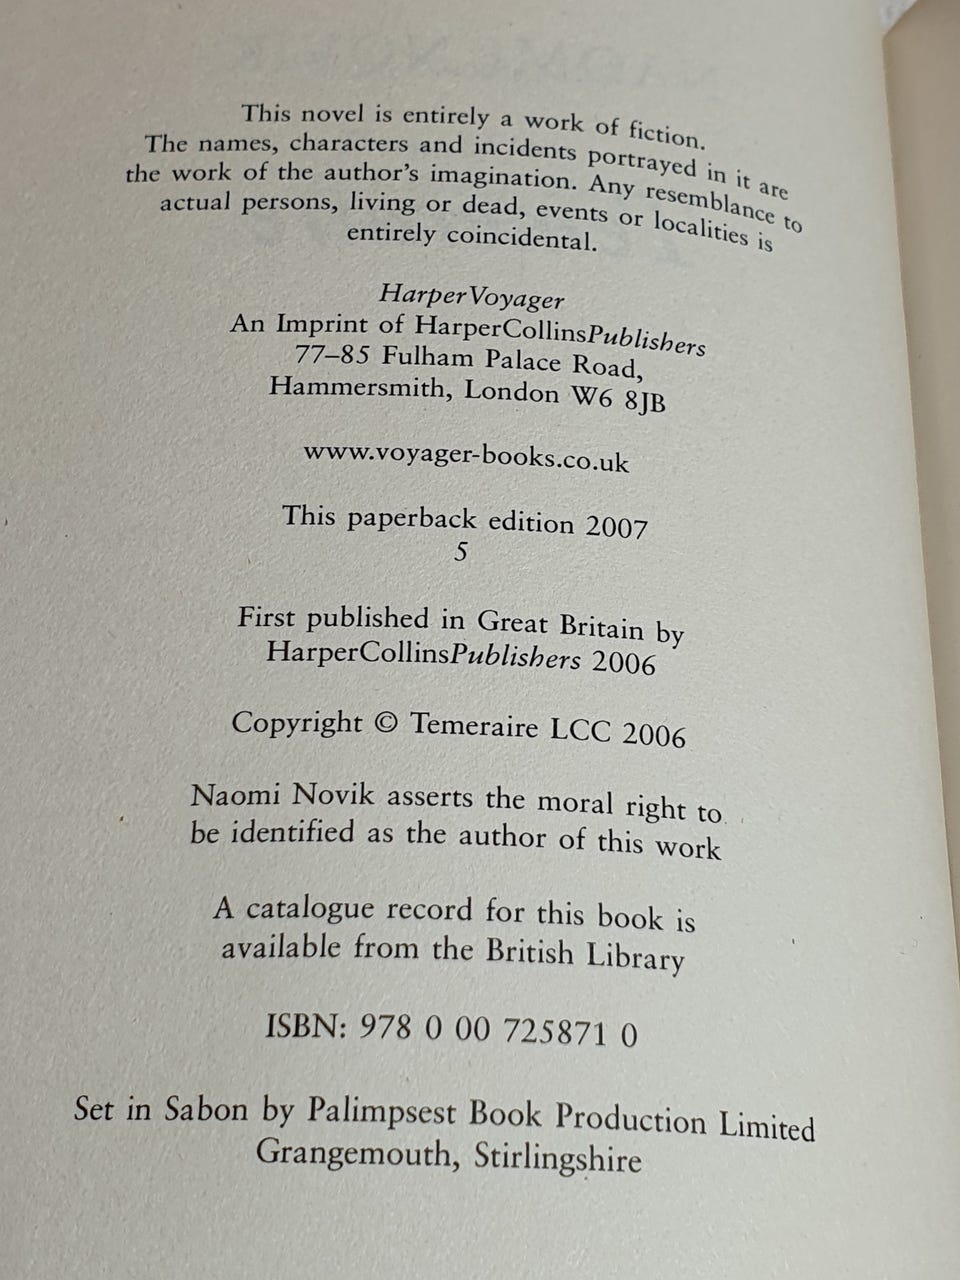 This novel is entirely a work of fiction.
The names, characters and incidents portrayed in it are
the work of the author's imagination. Any resemblance to
actual persons, living or dead, events or localities is
entirely coincidental.
HarperVoyager
An Imprint of HarperCollinsPublishers
77–85 Fulham Palace Road,
Hammersmith, London W6 8JB
www.voyager-books.co.uk
This paperback edition 2007
5
First published in Great Britain by
HarperCollinsPublishers 2006
Copyright © Temeraire LCC 2006
Naomi Novik asserts the moral right to
be identified as the author of this work
A catalogue record for this book is
available from the British Library
ISBN: 978 0 00 725871 0
Set in Sabon by Palimpsest Book Production Limited
Grangemouth, Stirlingshire